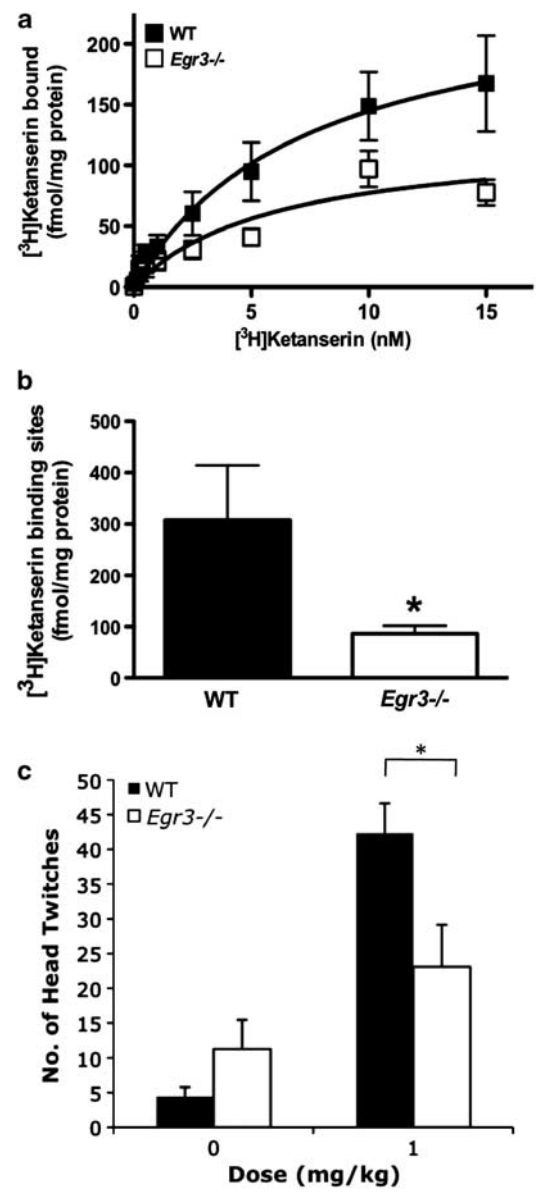 a
[³H]Ketanserin bound
(fmol/mg protein)
200
150
100
50
0
WT
Egr3-/-
0
5
10
15
[³H]Ketanserin (nM)
b
[³H]Ketanserin binding sites
(fmol/mg protein)
500
400
300
200
100
0
*
WT
Egr3-/-
c
No. of Head Twitches
50
45
40
35
30
25
20
15
10
5
0
WT
Egr3-/-
*
0
1
Dose (mg/kg)